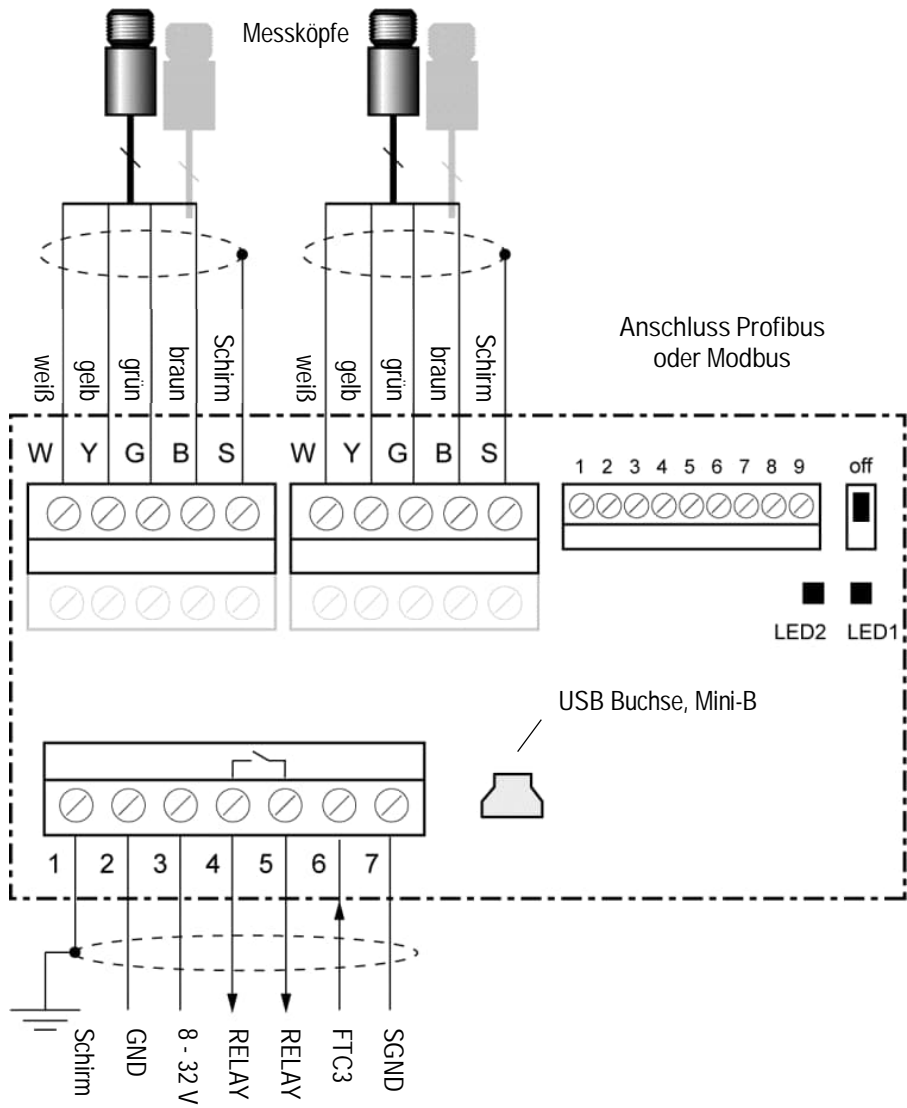 Messköpfe
Anschluss Profibus
oder Modbus
weiß
gelb
grün
braun
Schirm
weiß
gelb
grün
braun
Schirm
W Y G B S
W Y G B S
1 2 3 4 5 6 7 8 9
off
LED2 LED1
USB Buchse, Mini-B
1 2 3 4 5 6 7
Schirm
GND
8 - 32 V
RELAY
RELAY
FTC3
SGND